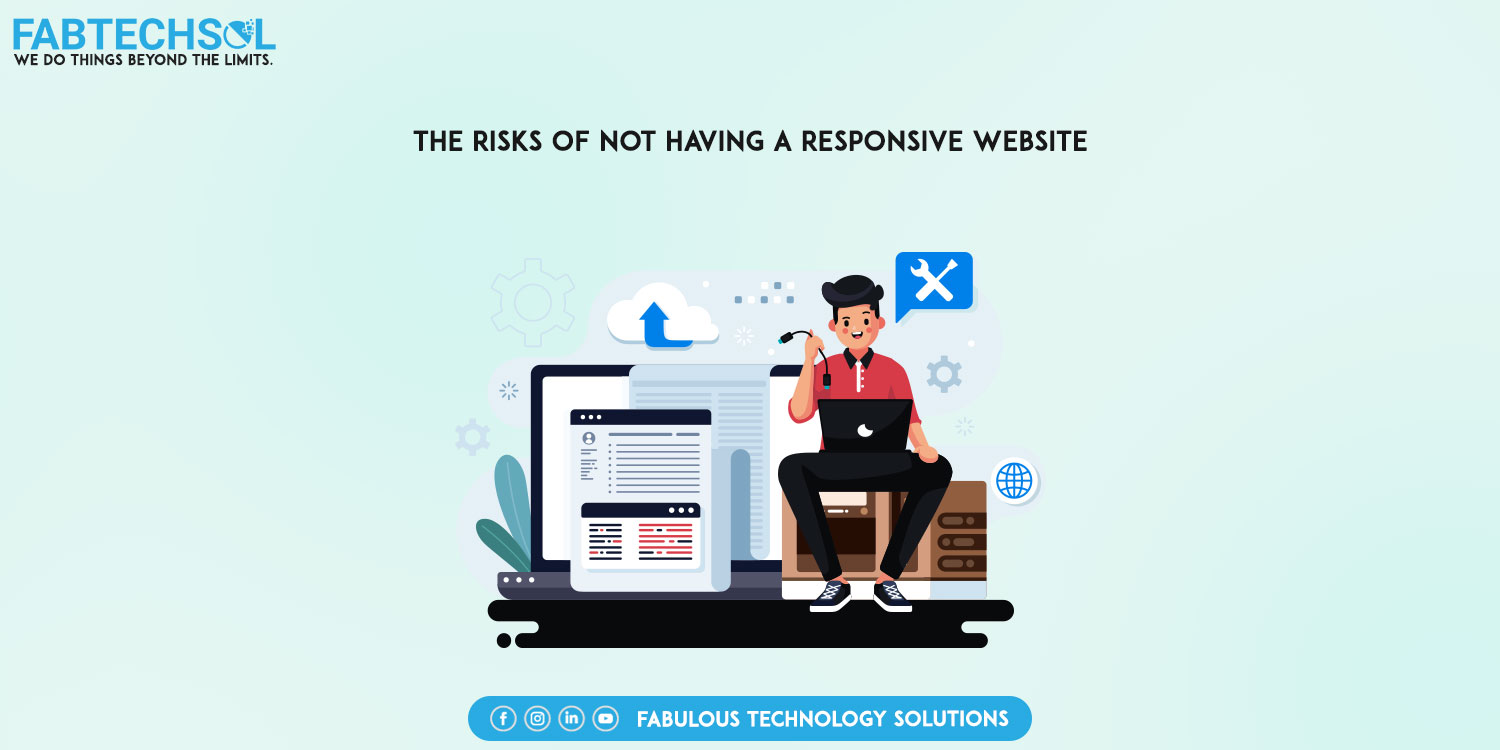 FABTECHSOL
WE DO THINGS BEYOND THE LIMITS.
THE RISKS OF NOT HAVING A RESPONSIVE WEBSITE
FABULOUS TECHNOLOGY SOLUTIONS